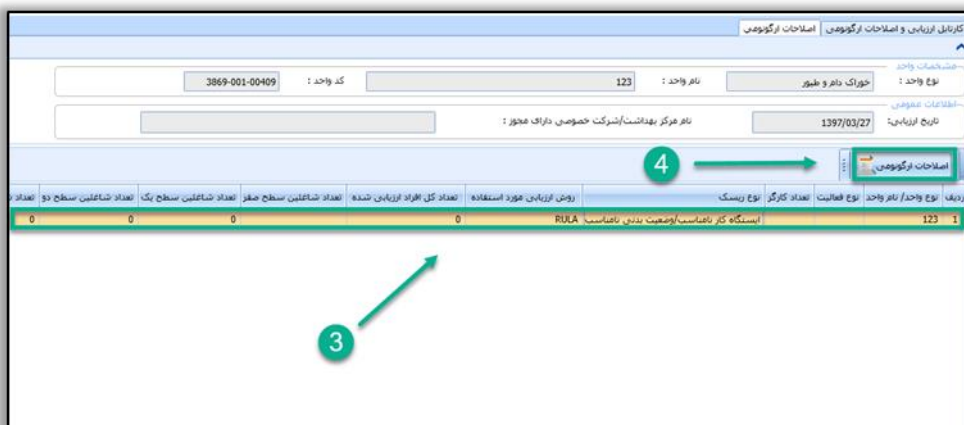 کارتابل ارزیابی و اصلاحات ارگونومی اصلاحات ارگونومی
مشخصات واحد
نوع واحد : خوراک دام و طیور نام واحد : 123 کد واحد : 3869-001-00409
اطلاعات عمومی
تاریخ ارزیابی: 1397/03/27 نام مرکز بهداشت/شرکت خصوصی دارای مجوز :
اصلاحات ارگونومی 4
ردیف نوع واحد/ نام واحد نوع فعالیت تعداد کارگر نوع ریسک روش ارزیابی مورد استفاده تعداد کل افراد ارزیابی شده تعداد شاغلین سطح صفر تعداد شاغلین سطح یک تعداد شاغلین سطح دو تعداد
1 123 ایستگاه کار نامناسب/وضعیت بدنی نامناسب RULA 0 0 0 0
3